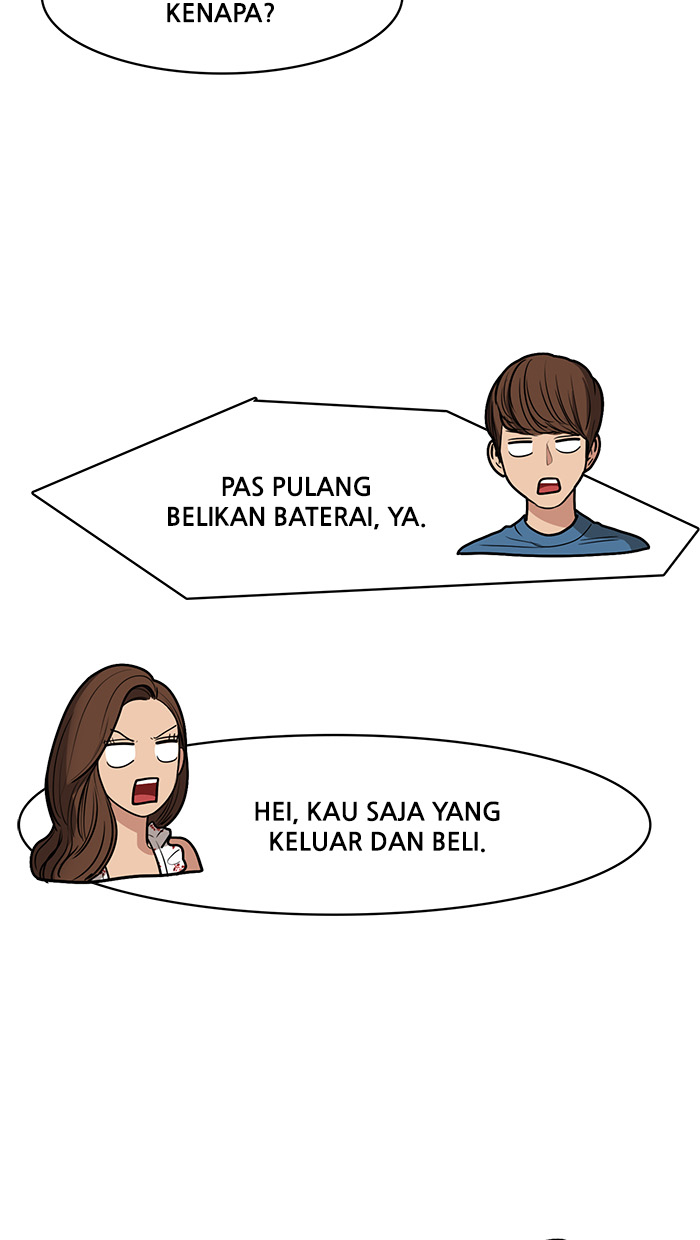 KENAPA?
PAS PULANG
BELIKAN BATERAI, YA.
HEI, KAU SAJA YANG
KELUAR DAN BELI.